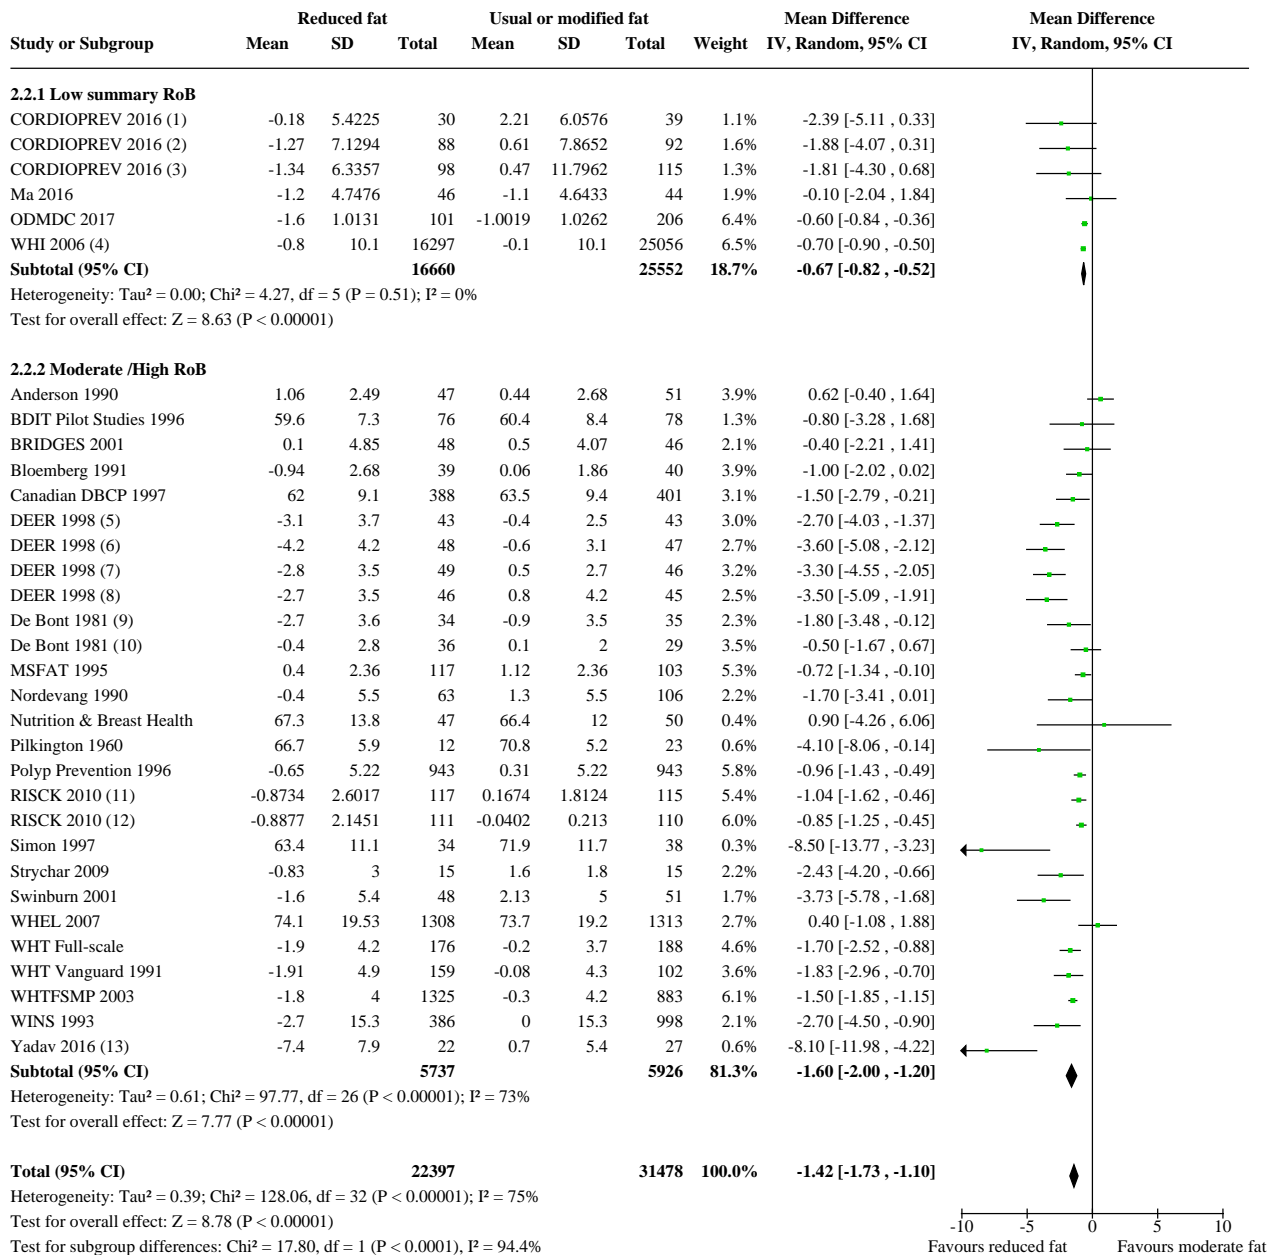 Reduced fat Usual or modified fat Mean Difference Mean Difference
Study or Subgroup Mean SD Total Mean SD Total Weight IV, Random, 95% CI IV, Random, 95% CI
2.2.1 Low summary RoB
CORDIOPREV 2016 (1) -0.18 5.4225 30 2.21 6.0576 39 1.1% -2.39 [-5.11 , 0.33]
CORDIOPREV 2016 (2) -1.27 7.1294 88 0.61 7.8652 92 1.6% -1.88 [-4.07 , 0.31]
CORDIOPREV 2016 (3) -1.34 6.3357 98 0.47 11.7962 115 1.3% -1.81 [-4.30 , 0.68]
Ma 2016 -1.2 4.7476 46 -1.1 4.6433 44 1.9% -0.10 [-2.04 , 1.84]
ODMDC 2017 -1.6 1.0131 101 -1.0019 1.0262 206 6.4% -0.60 [-0.84 , -0.36]
WHI 2006 (4) -0.8 10.1 16297 -0.1 10.1 25056 6.5% -0.70 [-0.90 , -0.50]
Subtotal (95% CI) 16660 25552 18.7% -0.67 [-0.82 , -0.52]
Heterogeneity: Tau² = 0.00; Chi² = 4.27, df = 5 (P = 0.51); I² = 0%
Test for overall effect: Z = 8.63 (P < 0.00001)
2.2.2 Moderate /High RoB
Anderson 1990 1.06 2.49 47 0.44 2.68 51 3.9% 0.62 [-0.40 , 1.64]
BDIT Pilot Studies 1996 59.6 7.3 76 60.4 8.4 78 1.3% -0.80 [-3.28 , 1.68]
BRIDGES 2001 0.1 4.85 48 0.5 4.07 46 2.1% -0.40 [-2.21 , 1.41]
Bloemberg 1991 -0.94 2.68 39 0.06 1.86 40 3.9% -1.00 [-2.02 , 0.02]
Canadian DBCP 1997 62 9.1 388 63.5 9.4 401 3.1% -1.50 [-2.79 , -0.21]
DEER 1998 (5) -3.1 3.7 43 -0.4 2.5 43 3.0% -2.70 [-4.03 , -1.37]
DEER 1998 (6) -4.2 4.2 48 -0.6 3.1 47 2.7% -3.60 [-5.08 , -2.12]
DEER 1998 (7) -2.8 3.5 49 0.5 2.7 46 3.2% -3.30 [-4.55 , -2.05]
DEER 1998 (8) -2.7 3.5 46 0.8 4.2 45 2.5% -3.50 [-5.09 , -1.91]
De Bont 1981 (9) -2.7 3.6 34 -0.9 3.5 35 2.3% -1.80 [-3.48 , -0.12]
De Bont 1981 (10) -0.4 2.8 36 0.1 2 29 3.5% -0.50 [-1.67 , 0.67]
MSFAT 1995 0.4 2.36 117 1.12 2.36 103 5.3% -0.72 [-1.34 , -0.10]
Nordevang 1990 -0.4 5.5 63 1.3 5.5 106 2.2% -1.70 [-3.41 , 0.01]
Nutrition & Breast Health 67.3 13.8 47 66.4 12 50 0.4% 0.90 [-4.26 , 6.06]
Pilkington 1960 66.7 5.9 12 70.8 5.2 23 0.6% -4.10 [-8.06 , -0.14]
Polyp Prevention 1996 -0.65 5.22 943 0.31 5.22 943 5.8% -0.96 [-1.43 , -0.49]
RISCK 2010 (11) -0.8734 2.6017 117 0.1674 1.8124 115 5.4% -1.04 [-1.62 , -0.46]
RISCK 2010 (12) -0.8877 2.1451 111 -0.0402 0.213 110 6.0% -0.85 [-1.25 , -0.45]
Simon 1997 63.4 11.1 34 71.9 11.7 38 0.3% -8.50 [-13.77 , -3.23]
Strychar 2009 -0.83 3 15 1.6 1.8 15 2.2% -2.43 [-4.20 , -0.66]
Swinburn 2001 -1.6 5.4 48 2.13 5 51 1.7% -3.73 [-5.78 , -1.68]
WHEL 2007 74.1 19.53 1308 73.7 19.2 1313 2.7% 0.40 [-1.08 , 1.88]
WHT Full-scale -1.9 4.2 176 -0.2 3.7 188 4.6% -1.70 [-2.52 , -0.88]
WHT Vanguard 1991 -1.91 4.9 159 -0.08 4.3 102 3.6% -1.83 [-2.96 , -0.70]
WHTFSMP 2003 -1.8 4 1325 -0.3 4.2 883 6.1% -1.50 [-1.85 , -1.15]
WINS 1993 -2.7 15.3 386 0 15.3 998 2.1% -2.70 [-4.50 , -0.90]
Yadav 2016 (13) -7.4 7.9 22 0.7 5.4 27 0.6% -8.10 [-11.98 , -4.22]
Subtotal (95% CI) 5737 5926 81.3% -1.60 [-2.00 , -1.20]
Heterogeneity: Tau² = 0.61; Chi² = 97.77, df = 26 (P < 0.00001); I² = 73%
Test for overall effect: Z = 7.77 (P < 0.00001)
Total (95% CI) 22397 31478 100.0% -1.42 [-1.73 , -1.10]
Heterogeneity: Tau² = 0.39; Chi² = 128.06, df = 32 (P < 0.00001); I² = 75%
Test for overall effect: Z = 8.78 (P < 0.00001)
-10 -5 0 5 10
Test for subgroup differences: Chi² = 17.80, df = 1 (P < 0.0001), I² = 94.4%
Favours reduced fat Favours moderate fat